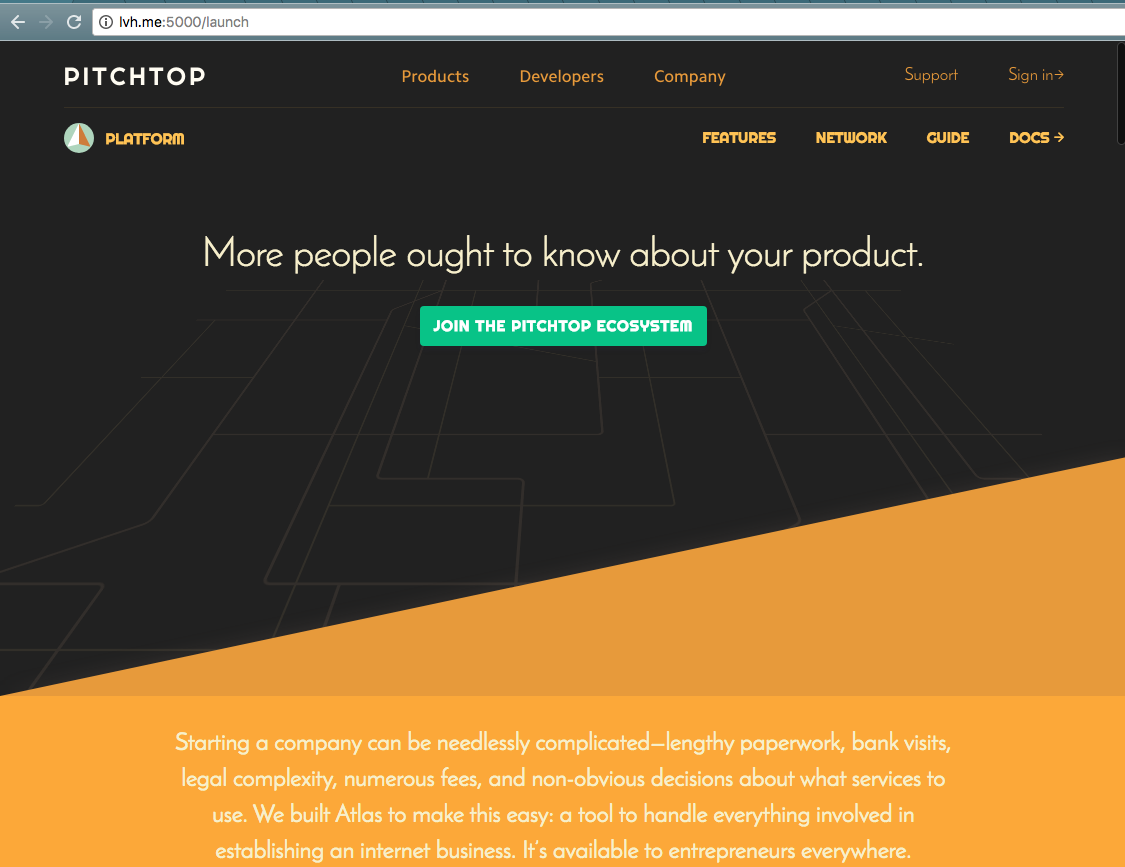 lvh.me:5000/launch
PITCHTOP
Products Developers Company Support Sign in→
PLATFORM
FEATURES NETWORK GUIDE DOCS →
More people ought to know about your product.
JOIN THE PITCHTOP ECOSYSTEM
Starting a company can be needlessly complicated—lengthy paperwork, bank visits,
legal complexity, numerous fees, and non-obvious decisions about what services to
use. We built Atlas to make this easy: a tool to handle everything involved in
establishing an internet business. It's available to entrepreneurs everywhere.